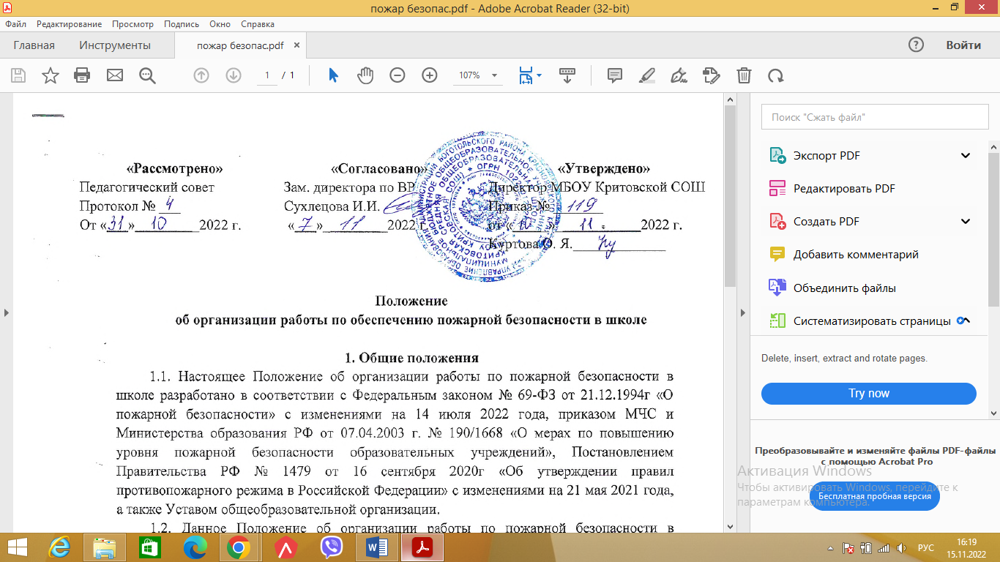 пожар безопас.pdf - Adobe Acrobat Reader (32-bit)
Файл Редактирование Просмотр Подпись Окно Справка
Главная Инструменты пожар безопас.pdf × Войти
1 / 1 107%
«Рассмотрено» «Согласовано» «Утверждено»
Педагогический совет Зам. директора по ВР Директор МБОУ Критовской СОШ
Протокол № 4 Сухлецова И.И. Приказ № 119
От «31» 10 2022 г. «7» 11 2022 г. от « 11. 2022 г.
Куртова О. Я.
Положение
об организации работы по обеспечению пожарной безопасности в школе
1. Общие положения
1.1. Настоящее Положение об организации работы по пожарной безопасности в
школе разработано в соответствии с Федеральным законом № 69-ФЗ от 21.12.1994г «О
пожарной безопасности» с изменениями на 14 июля 2022 года, приказом МЧС и
Министерства образования РФ от 07.04.2003 г. № 190/1668 «О мерах по повышению
уровня пожарной безопасности образовательных учреждений», Постановлением
Правительства РФ № 1479 от 16 сентября 2020г «Об утверждении правил
противопожарного режима в Российской Федерации» с изменениями на 21 мая 2021 года,
а также Уставом общеобразовательной организации.
1.2. Данное Положение об организации работы по пожарной безопасности в
Поиск "Сжать файл"
Экспорт PDF
Редактировать PDF
Создать PDF
Добавить комментарий
Объединить файлы
Систематизировать страницы
Delete, insert, extract and rotate pages.
Try now
Преобразовывайте и изменяйте файлы PDF-файлы
с помощью Acrobat Pro
Активация Windows
Чтобы активировать Windows, перейдите к
параметрам компьютера.
Бесплатная пробная версия
РУС 16:19
15.11.2022